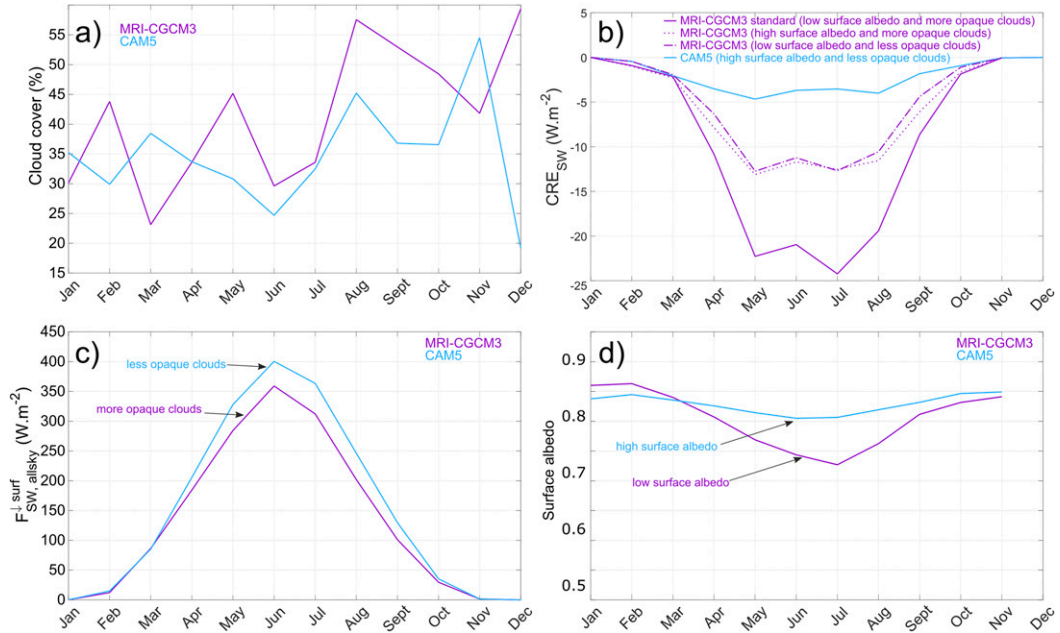 a)
MRI-CGCM3
CAM5
Cloud cover (%)
55
50
45
40
35
30
25
20
15
Jan Feb Mar Apr May Jun Jul Aug Sept Oct Nov Dec
b)
MRI-CGCM3 standard (low surface albedo and more opaque clouds)
MRI-CGCM3 (high surface albedo and more opaque clouds)
MRI-CGCM3 (low surface albedo and less opaque clouds)
CAM5 (high surface albedo and less opaque clouds)
CRE SW (W.m-2)
5
0
-5
-10
-15
-20
-25
Jan Feb Mar Apr May Jun Jul Aug Sept Oct Nov Dec
c)
MRI-CGCM3
CAM5
less opaque clouds
more opaque clouds
F↓ surf SW, allsky (W.m-2)
450
400
350
300
250
200
150
100
50
0
Jan Feb Mar Apr May Jun Jul Aug Sept Oct Nov Dec
d)
MRI-CGCM3
CAM5
high surface albedo
low surface albedo
Surface albedo
0.9
0.8
0.7
0.6
0.5
Jan Feb Mar Apr May Jun Jul Aug Sept Oct Nov Dec